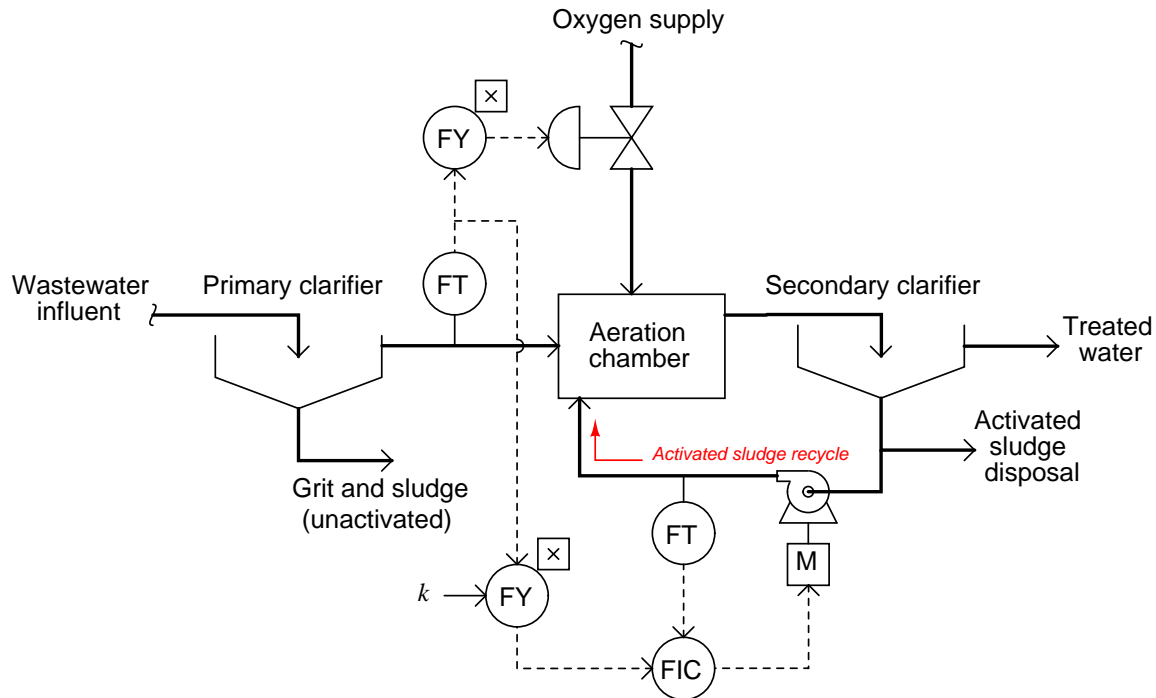 Oxygen supply
×
FY
Wastewater
influent
Primary clarifier
FT
Aeration
chamber
Secondary clarifier
Treated
water
Activated sludge recycle
Activated
sludge
disposal
Grit and sludge
(unactivated)
FT
M
×
k
FY
FIC